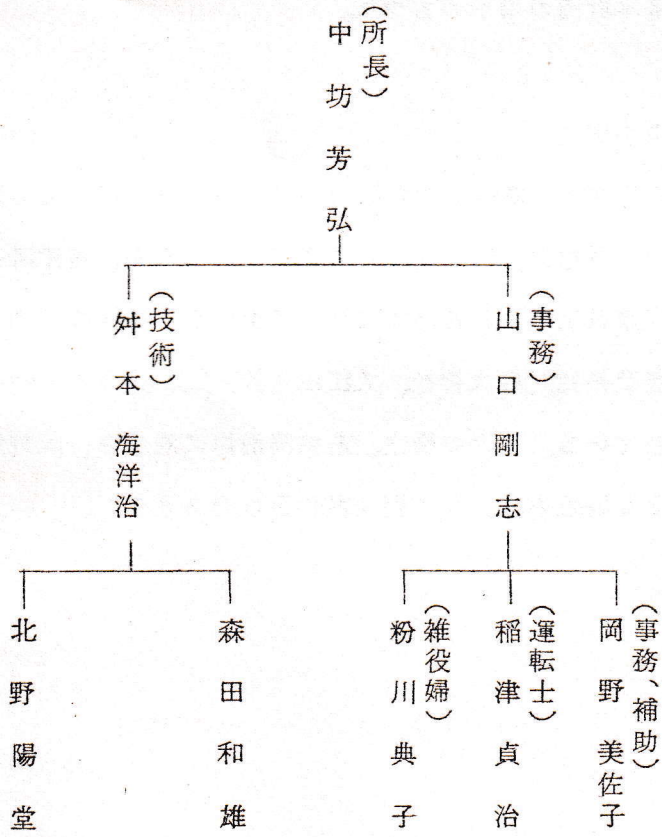 （所長）
中坊芳弘
（事務）
山口剛志
（技術）
舛本海洋治
（事務、補助）
岡野美佐子
（運転士）
稲津貞治
（雑役婦）
粉川典子
森田和雄
北野陽堂